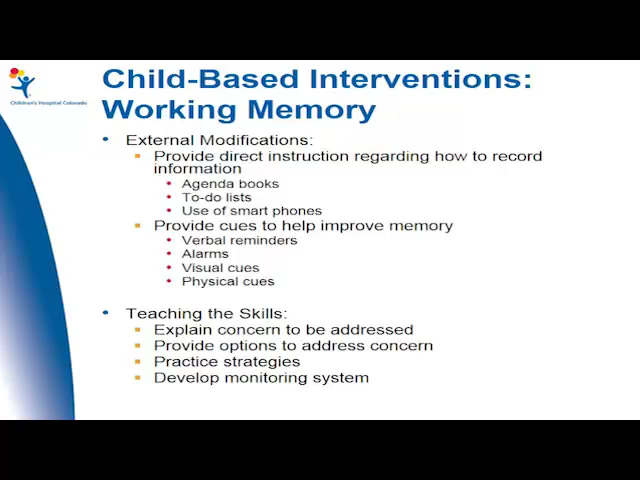 Children's Hospital Colorado
Child-Based Interventions:
Working Memory
• External Modifications:
Provide direct instruction regarding how to record
information
• Agenda books
• To-do lists
• Use of smart phones
Provide cues to help improve memory
• Verbal reminders
• Alarms
• Visual cues
• Physical cues
• Teaching the Skills:
Explain concern to be addressed
Provide options to address concern
Practice strategies
Develop monitoring system